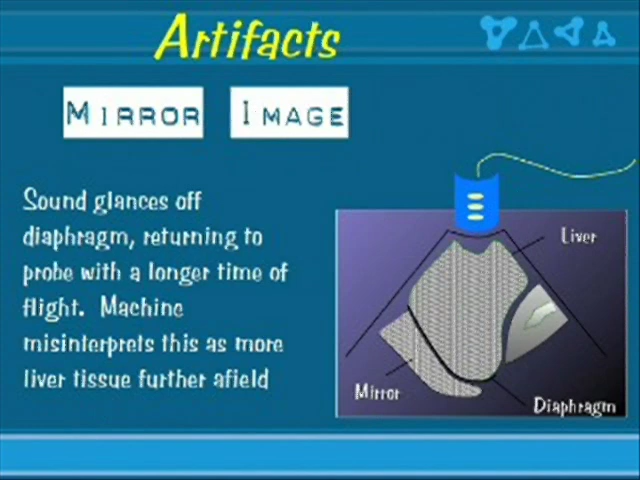 Artifacts
MIRROR IMAGE
Sound glances off
diaphragm, returning to
probe with a longer time of
flight. Machine
misinterprets this as more
liver tissue further afield
Liver
Mirror
Diaphragm